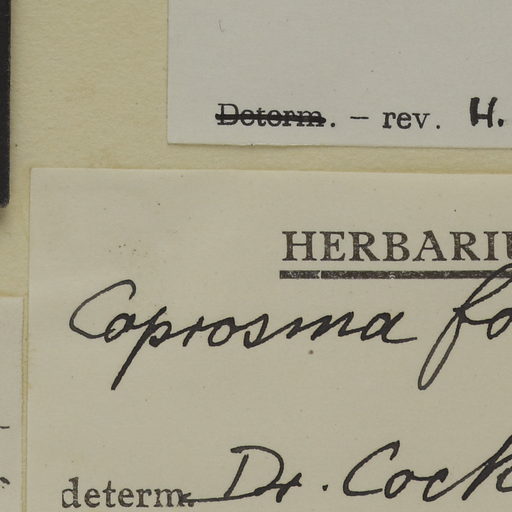 Determ. – rev. H.
HERBARIU
Coprosma fo
determ. Dr. Cock